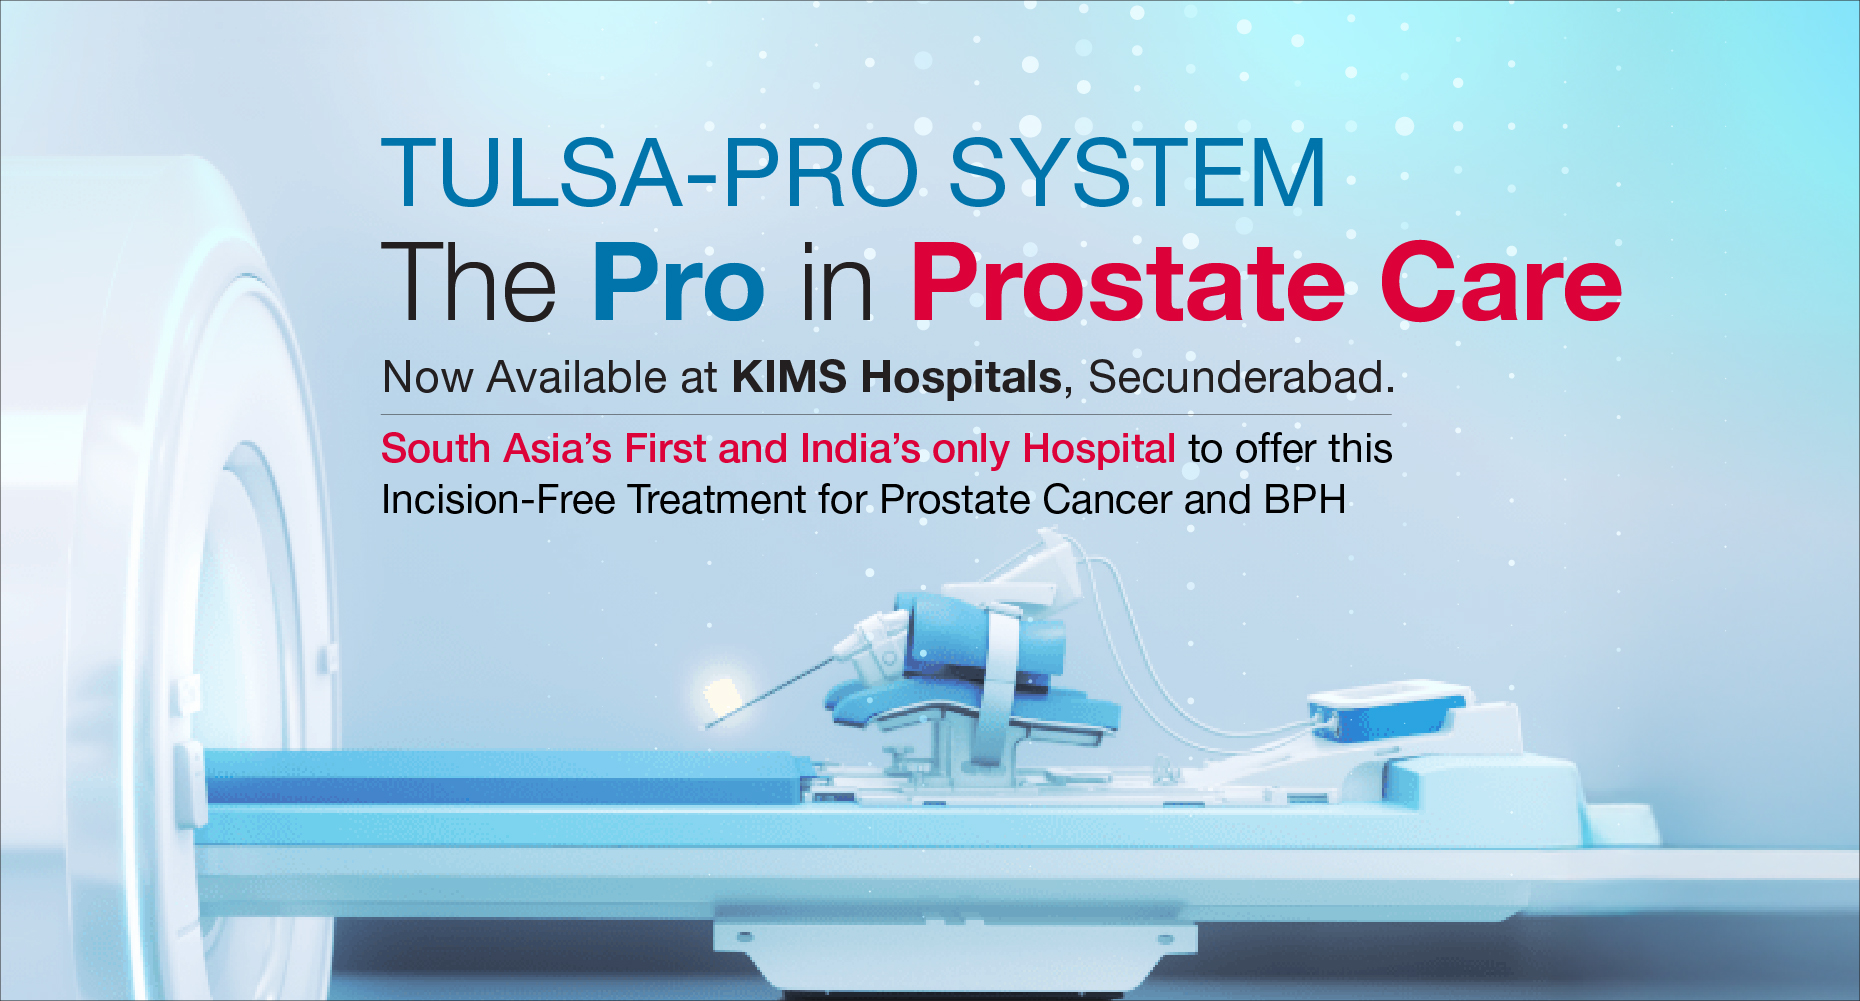 TULSA-PRO SYSTEM
The Pro in Prostate Care
Now Available at KIMS Hospitals, Secunderabad.
South Asia’s First and India’s only Hospital to offer this
Incision-Free Treatment for Prostate Cancer and BPH